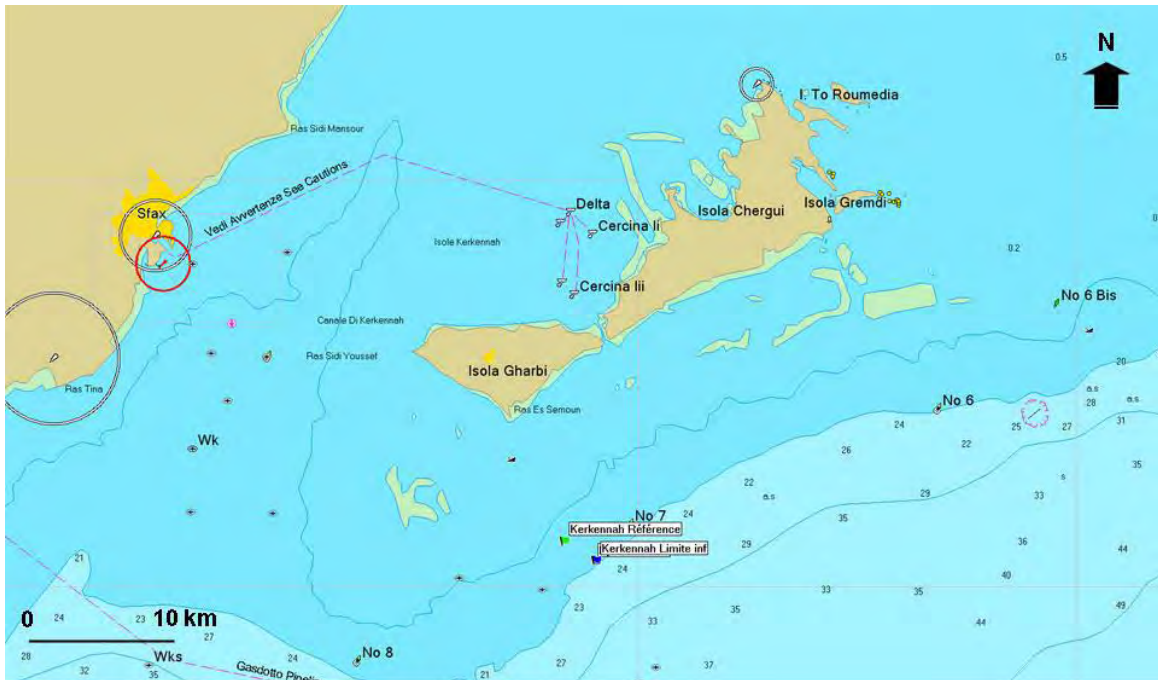 N
0.5
I. To Roumedia
Ras Sidi Mansour
Vedi Avvertenze See Cautions
Sfax
Delta
Cercina Ii
Isola Chergui
Isola Gremdi
Isole Kerkennah
0.2
Cercina Iii
No 6 Bis
Canale Di Kerkennah
Ras Sidi Youssef
Isola Gharbi
Ras Tina
20
Ras Es Semoun
No 6
a.s
28
a.s
31
24
25
27
22
Wk
26
35
22
a.s
29
33
s
No 7
24
Kerkennah Référence
35
Kerkennah Limite inf
29
36
44
24
21
33
35
40
0
10 km
24
23
27
23
35
49
33
44
28
32
35
Wks
24
No 8
Gasdotto Pipeli
21
27
37